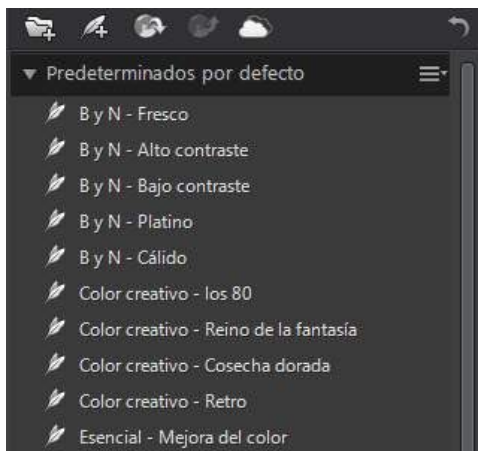 Predeterminados por defecto
B y N - Fresco
B y N - Alto contraste
B y N - Bajo contraste
B y N - Platino
B y N - Cálido
Color creativo - los 80
Color creativo - Reino de la fantasía
Color creativo - Cosecha dorada
Color creativo - Retro
Esencial - Mejora del color